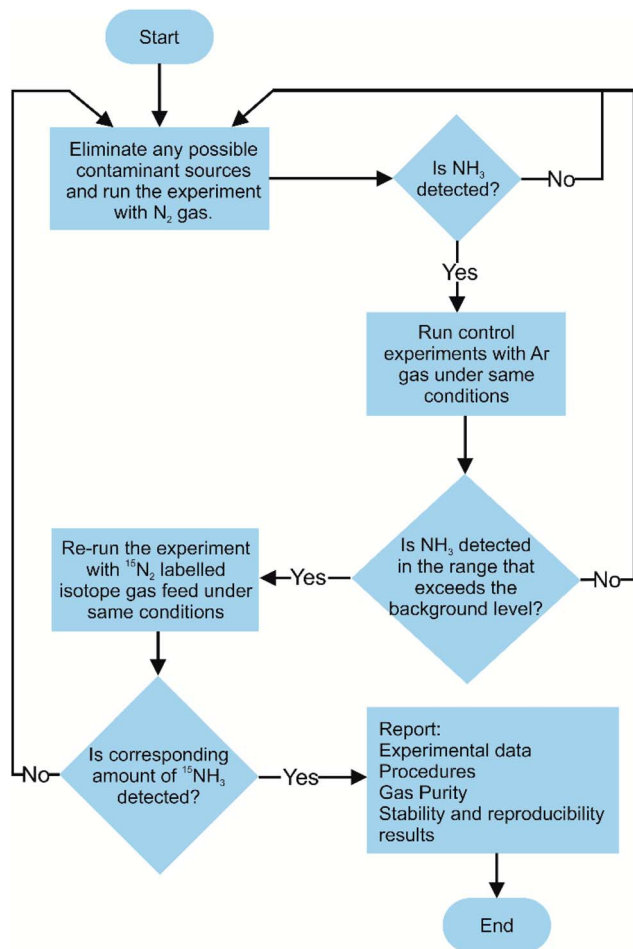 Start
Eliminate any possible
contaminant sources
and run the experiment
with N₂ gas.
Is NH₃
detected?
No
Yes
Run control
experiments with Ar
gas under same
conditions
Is NH₃ detected
in the range that
exceeds the
background level?
No
Yes
Re-run the experiment
with ¹⁵N₂ labelled
isotope gas feed under
same conditions
Is corresponding
amount of ¹⁵NH₃
detected?
No
Yes
Report:
Experimental data
Procedures
Gas Purity
Stability and reproducibility
results
End